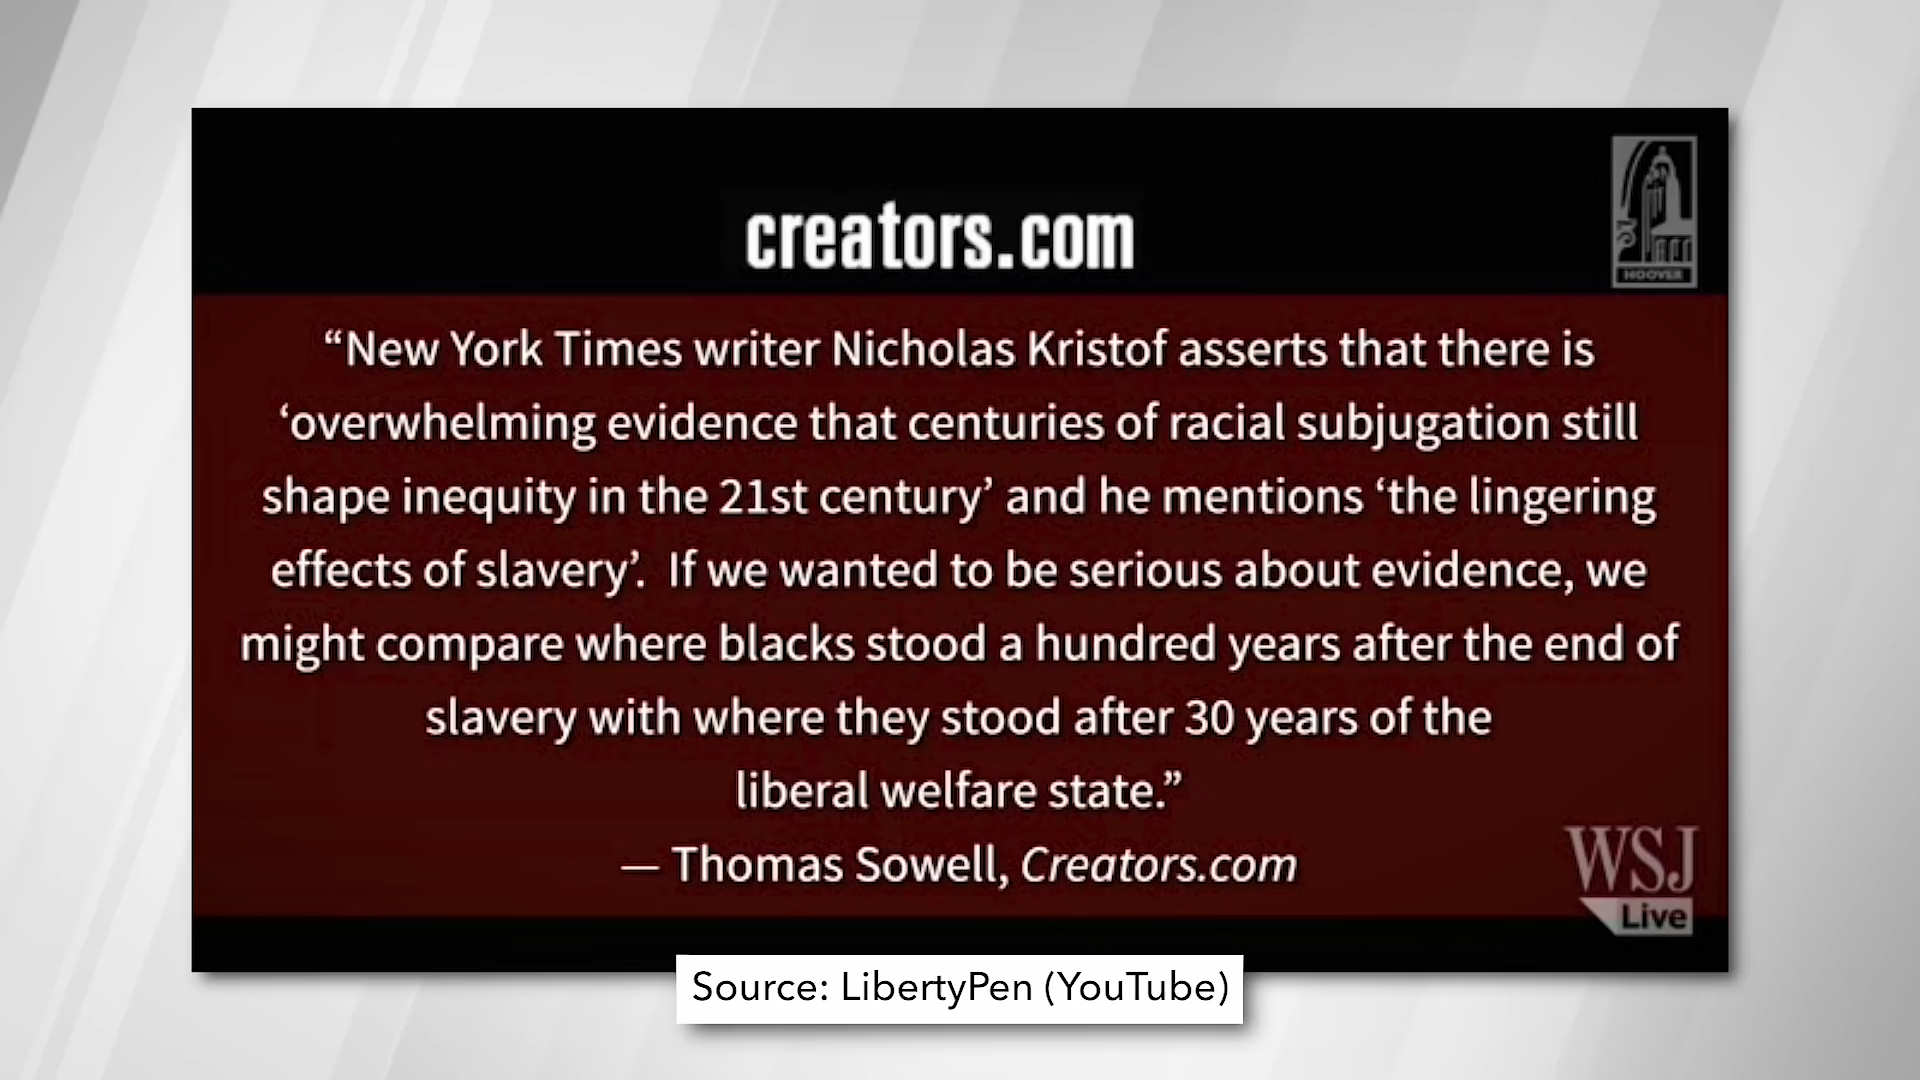 creators.com
HOOVER
“New York Times writer Nicholas Kristof asserts that there is
‘overwhelming evidence that centuries of racial subjugation still
shape inequity in the 21st century’ and he mentions ‘the lingering
effects of slavery’.  If we wanted to be serious about evidence, we
might compare where blacks stood a hundred years after the end of
slavery with where they stood after 30 years of the
liberal welfare state.”
— Thomas Sowell, Creators.com
WSJ
Live
Source: LibertyPen (YouTube)